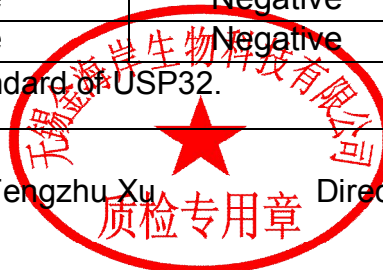 Negative
Negative
ndard of USP32.
无锡金海岸生物科技有限公司
engzhu Xu Direc
质检专用章